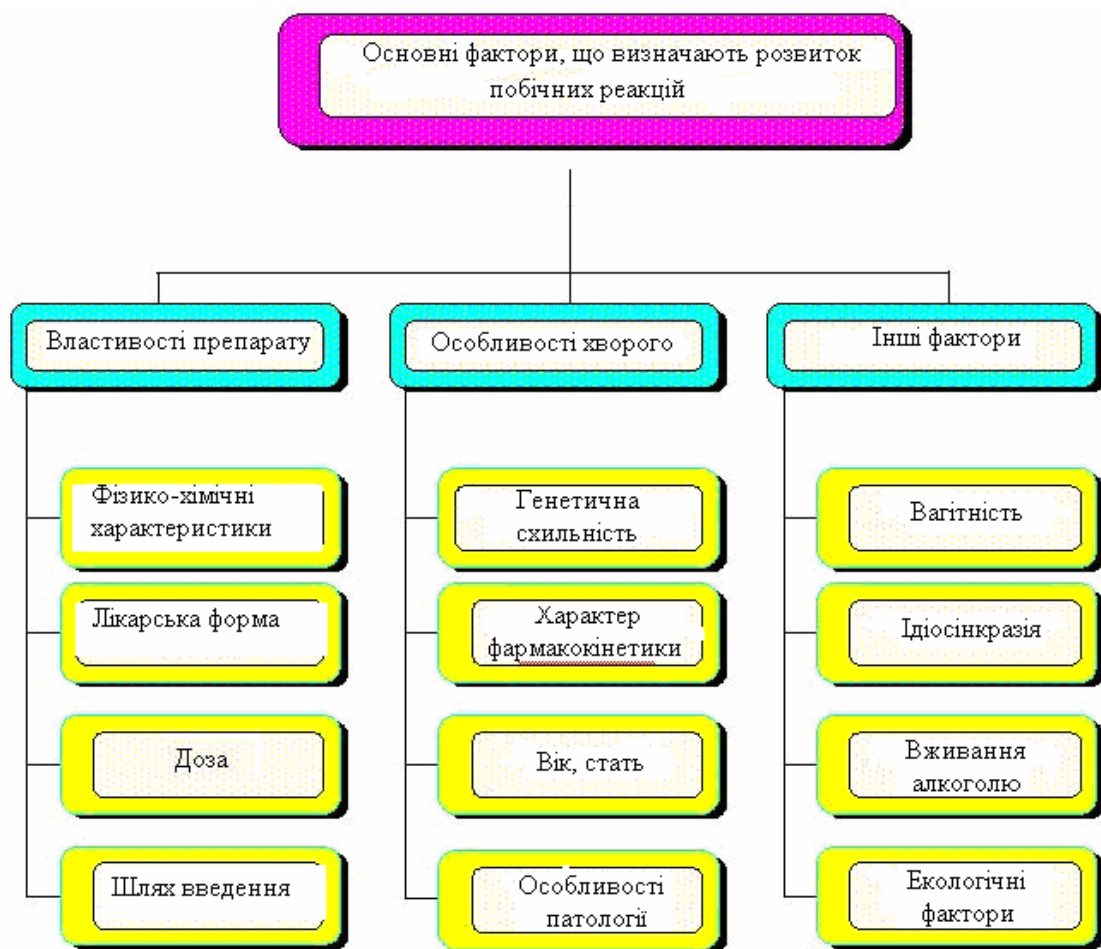 Основні фактори, що визначають розвиток
побічних реакцій
Властивості препарату
Фізико-хімічні
характеристики
Лікарська форма
Доза
Шлях введення
Особливості хворого
Генетична
схильність
Характер
фармакокінетики
Вік, стать
Особливості
патології
Інші фактори
Вагітність
Ідіосінкразія
Вживання
алкоголю
Екологічні
фактори